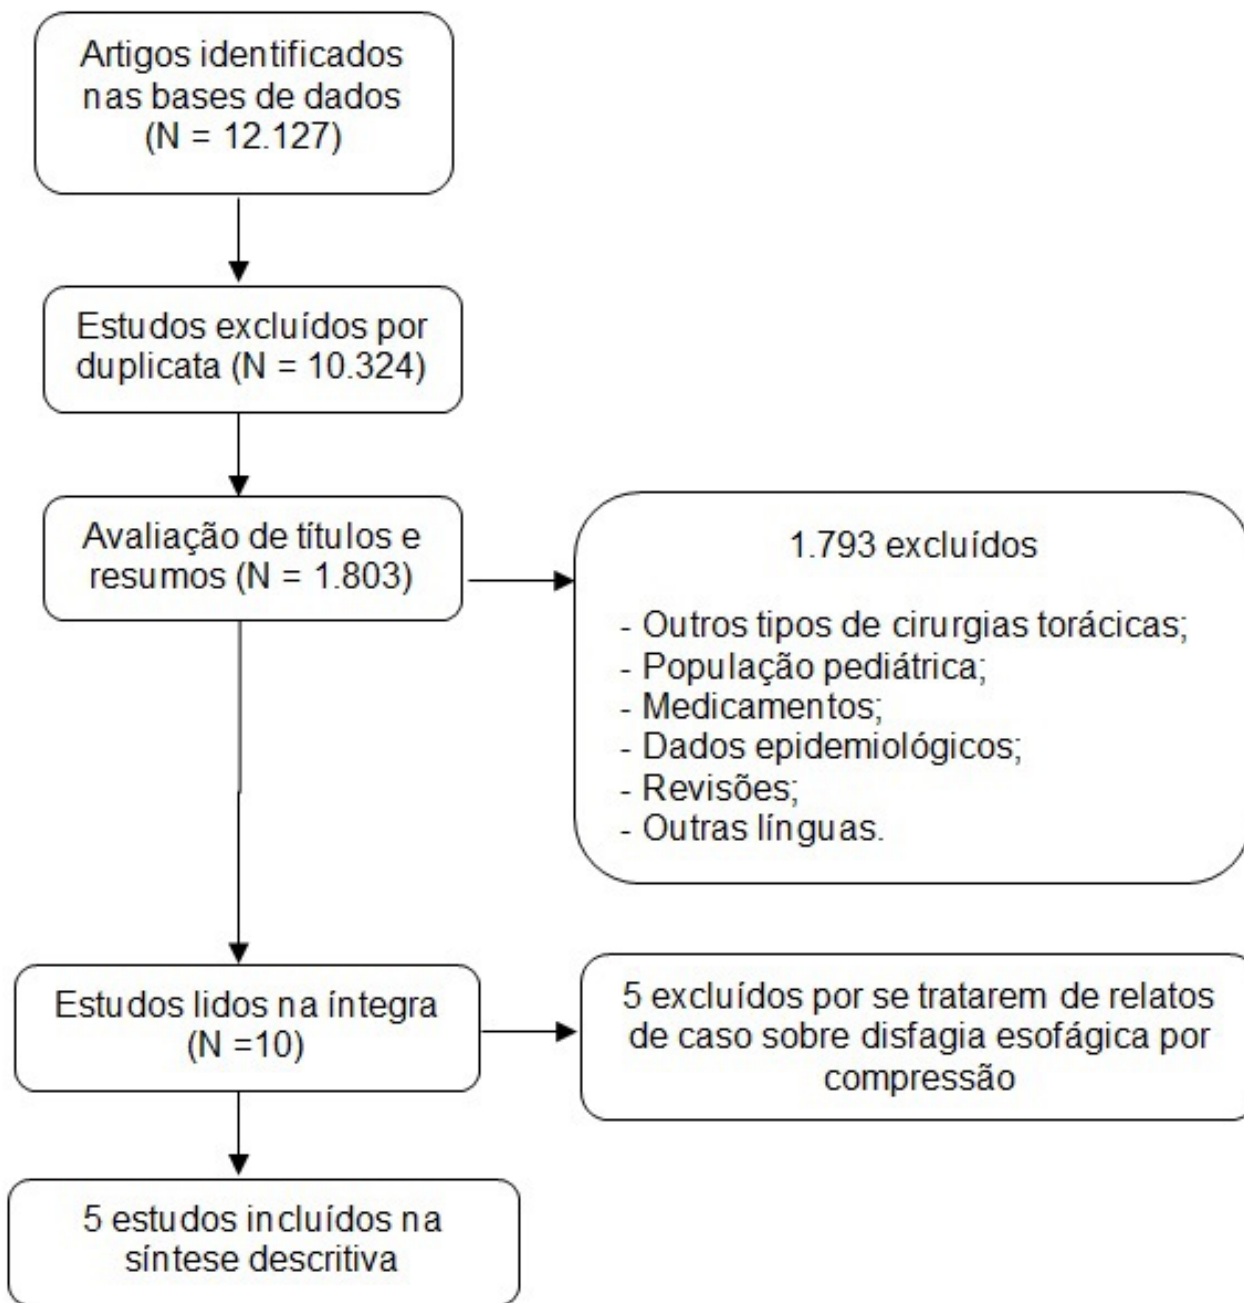 Artigos identificados
nas bases de dados
(N = 12.127)
Estudos excluídos por
duplicata (N = 10.324)
Avaliação de títulos e
resumos (N = 1.803)
1.793 excluídos
- Outros tipos de cirurgias torácicas;
- População pediátrica;
- Medicamentos;
- Dados epidemiológicos;
- Revisões;
- Outras línguas.
Estudos lidos na íntegra
(N =10)
5 excluídos por se tratarem de relatos
de caso sobre disfagia esofágica por
compressão
5 estudos incluídos na
síntese descritiva